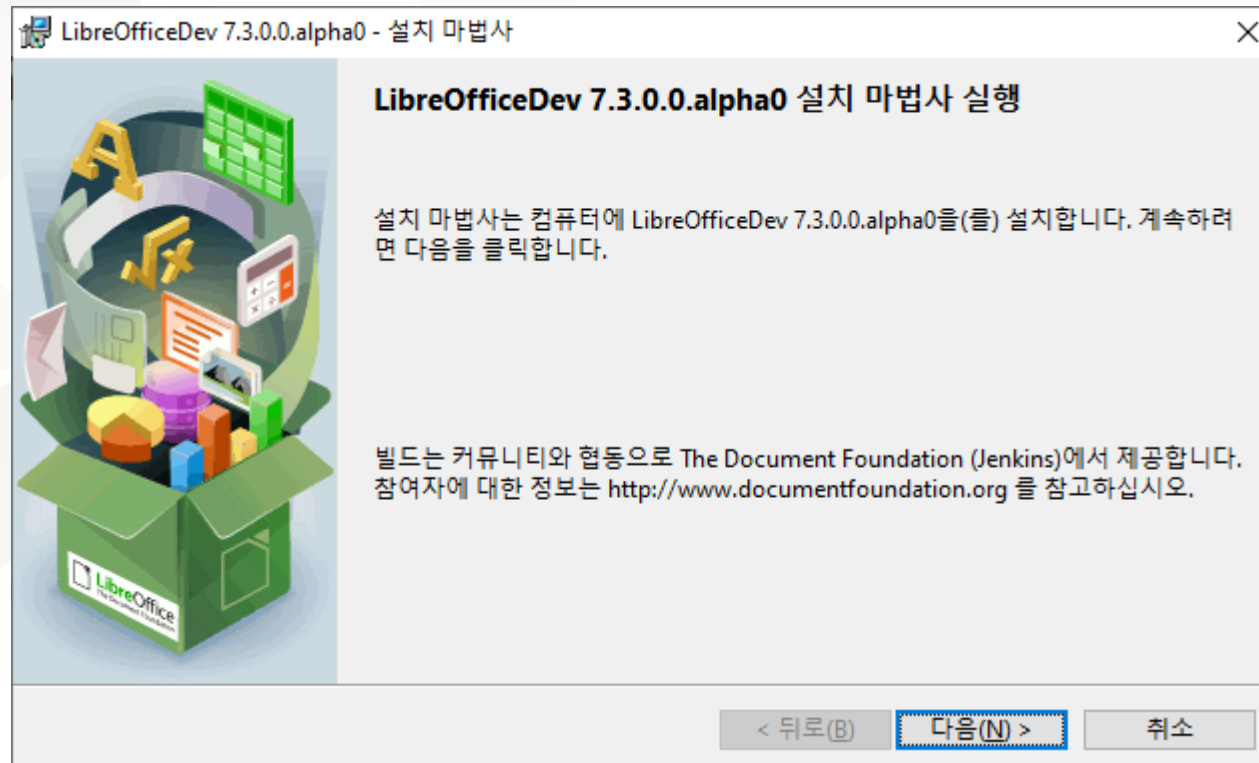 LibreOfficeDev 7.3.0.0.alpha0 - 설치 마법사
LibreOfficeDev 7.3.0.0.alpha0 설치 마법사 실행
설치 마법사는 컴퓨터에 LibreOfficeDev 7.3.0.0.alpha0을(를) 설치합니다. 계속하려
면 다음을 클릭합니다.
빌드는 커뮤니티와 협동으로 The Document Foundation (Jenkins)에서 제공합니다.
참여자에 대한 정보는 http://www.documentfoundation.org 를 참고하십시오.
A
√x
LibreOffice
The Document Foundation
< 뒤로(B)
다음(N) >
취소